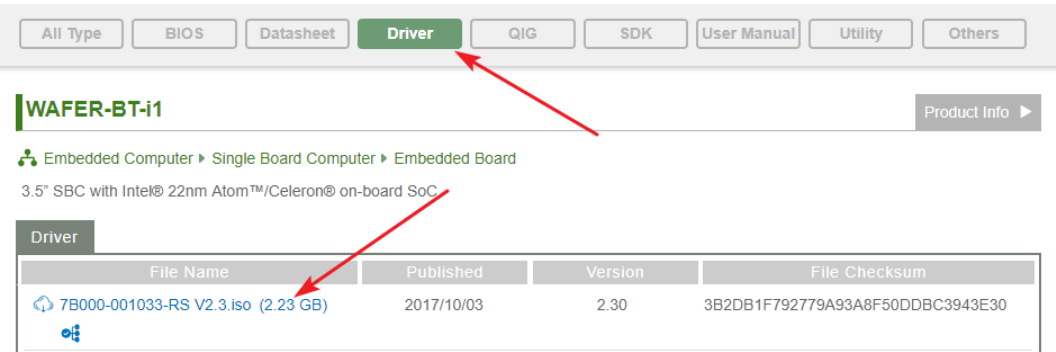 All Type BIOS Datasheet Driver QIG SDK User Manual Utility Others
WAFER-BT-i1
Product Info
Embedded Computer Single Board Computer Embedded Board
3.5" SBC with Intel® 22nm Atom™/Celeron® on-board SoC
Driver
File Name Published Version File Checksum
7B000-001033-RS V2.3.iso (2.23 GB) 2017/10/03 2.30 3B2DB1F792779A93A8F50DDBC3943E30